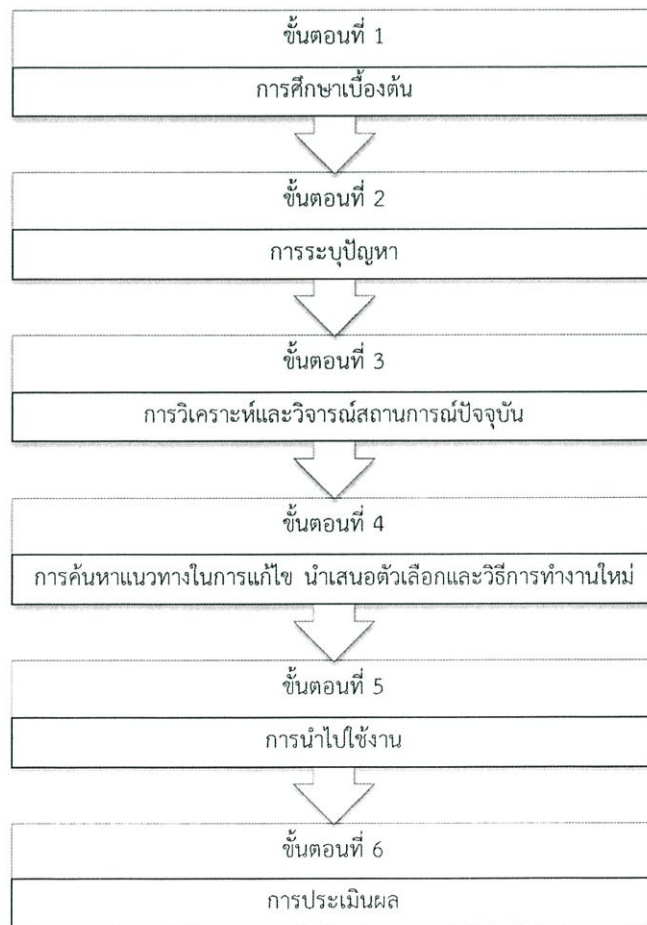 ขั้นตอนที่ 1
การศึกษาเบื้องต้น
ขั้นตอนที่ 2
การระบุปัญหา
ขั้นตอนที่ 3
การวิเคราะห์และวิจารณ์สถานการณ์ปัจจุบัน
ขั้นตอนที่ 4
การค้นหาแนวทางในการแก้ไข นำเสนอตัวเลือกและวิธีการทำงานใหม่
ขั้นตอนที่ 5
การนำไปใช้งาน
ขั้นตอนที่ 6
การประเมินผล